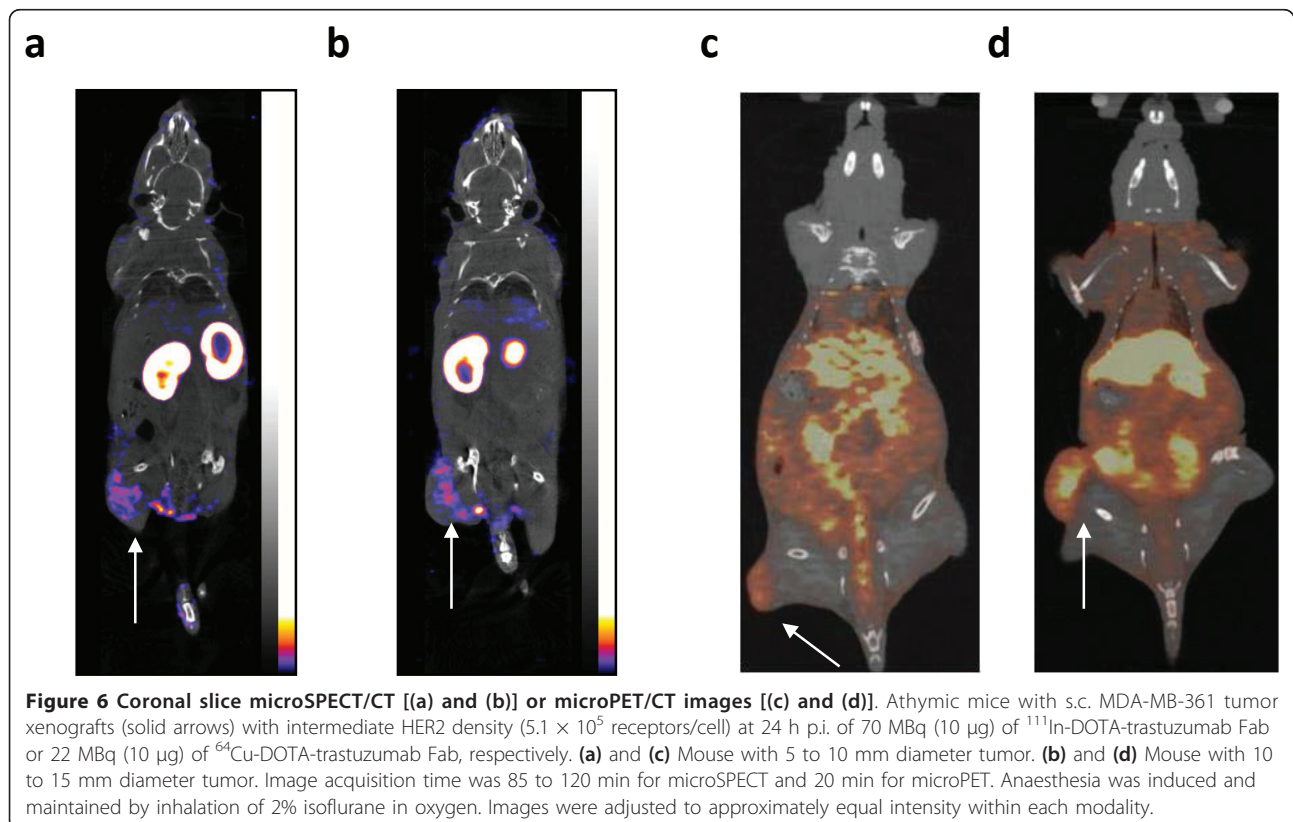 a
b
c
d
Figure 6 Coronal slice microSPECT/CT [(a) and (b)] or microPET/CT images [(c) and (d)]. Athymic mice with s.c. MDA-MB-361 tumor
xenografts (solid arrows) with intermediate HER2 density (5.1 × 10⁵ receptors/cell) at 24 h p.i. of 70 MBq (10 μg) of ¹¹¹In-DOTA-trastuzumab Fab
or 22 MBq (10 μg) of ⁶⁴Cu-DOTA-trastuzumab Fab, respectively. (a) and (c) Mouse with 5 to 10 mm diameter tumor. (b) and (d) Mouse with 10
to 15 mm diameter tumor. Image acquisition time was 85 to 120 min for microSPECT and 20 min for microPET. Anaesthesia was induced and
maintained by inhalation of 2% isoflurane in oxygen. Images were adjusted to approximately equal intensity within each modality.